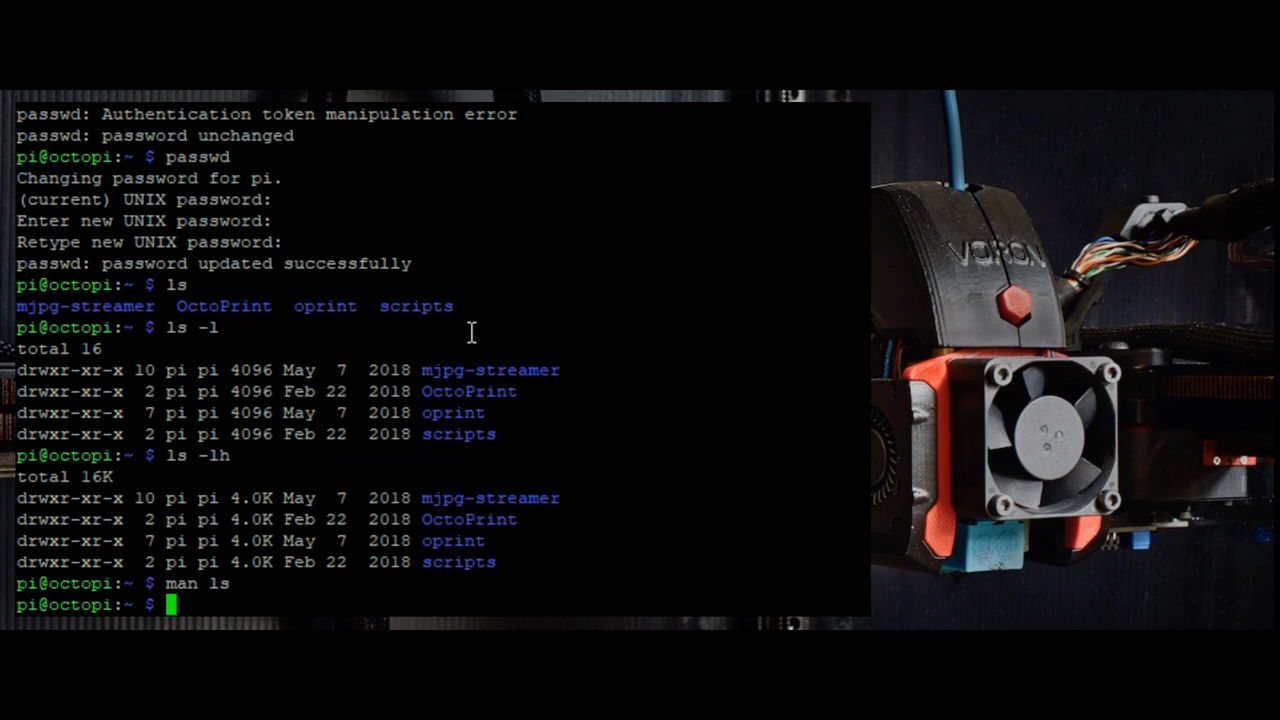 passwd: Authentication token manipulation error
passwd: password unchanged
pi@octopi:~ $ passwd
Changing password for pi.
(current) UNIX password:
Enter new UNIX password:
Retype new UNIX password:
passwd: password updated successfully
pi@octopi:~ $ ls
mjpg-streamer  OctoPrint  oprint  scripts
pi@octopi:~ $ ls -l
total 16
drwxr-xr-x 10 pi pi 4096 May  7  2018 mjpg-streamer
drwxr-xr-x  2 pi pi 4096 Feb 22  2018 OctoPrint
drwxr-xr-x  7 pi pi 4096 May  7  2018 oprint
drwxr-xr-x  2 pi pi 4096 Feb 22  2018 scripts
pi@octopi:~ $ ls -lh
total 16K
drwxr-xr-x 10 pi pi 4.0K May  7  2018 mjpg-streamer
drwxr-xr-x  2 pi pi 4.0K Feb 22  2018 OctoPrint
drwxr-xr-x  7 pi pi 4.0K May  7  2018 oprint
drwxr-xr-x  2 pi pi 4.0K Feb 22  2018 scripts
pi@octopi:~ $ man ls
pi@octopi:~ $
VORON